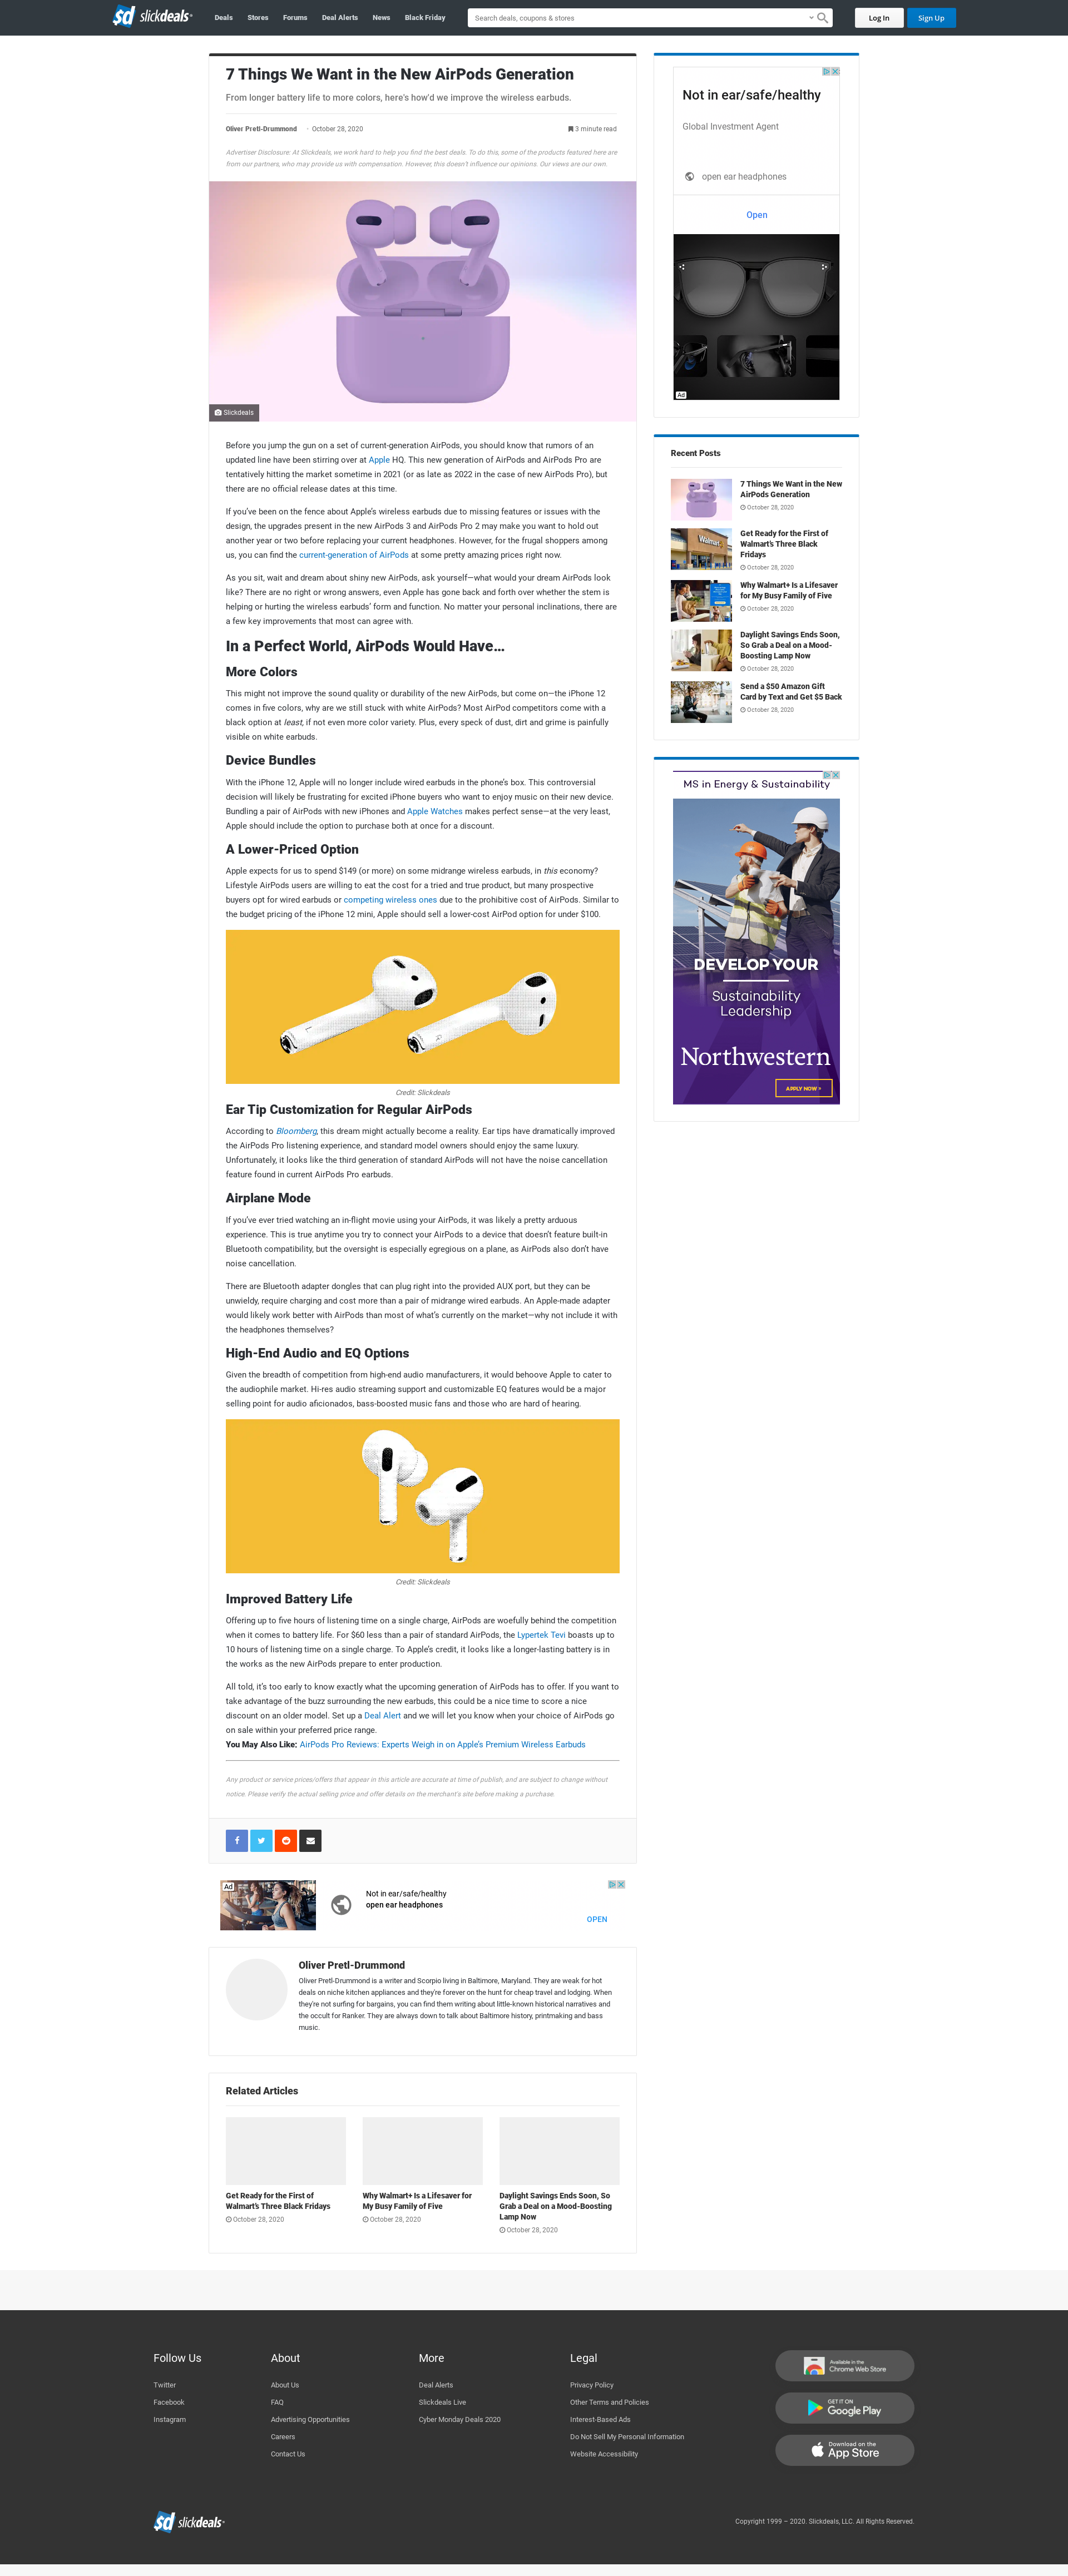 sd slickdeals
Deals
Stores
Forums
Deal Alerts
News
Black Friday
Search deals, coupons & stores
Log In
Sign Up
7 Things We Want in the New AirPods Generation
From longer battery life to more colors, here's how'd we improve the wireless earbuds.
Oliver Pretl-Drummond · October 28, 2020
3 minute read
Advertiser Disclosure: At Slickdeals, we work hard to help you find the best deals. To do this, some of the products featured here are
from our partners, who may provide us with compensation. However, this doesn't influence our opinions. Our views are our own.
Slickdeals
Before you jump the gun on a set of current-generation AirPods, you should know that rumors of an
updated line have been stirring over at Apple HQ. This new generation of AirPods and AirPods Pro are
tentatively hitting the market sometime in 2021 (or as late as 2022 in the case of new AirPods Pro), but
there are no official release dates at this time.
If you've been on the fence about Apple's wireless earbuds due to missing features or issues with the
design, the upgrades present in the new AirPods 3 and AirPods Pro 2 may make you want to hold out
another year or two before replacing your current headphones. However, for the frugal shoppers among
us, you can find the current-generation of AirPods at some pretty amazing prices right now.
As you sit, wait and dream about shiny new AirPods, ask yourself—what would your dream AirPods look
like? There are no right or wrong answers, even Apple has gone back and forth over whether the stem is
helping or hurting the wireless earbuds' form and function. No matter your personal inclinations, there are
a few key improvements that most can agree with.
In a Perfect World, AirPods Would Have…
More Colors
This might not improve the sound quality or durability of the new AirPods, but come on—the iPhone 12
comes in five colors, why are we still stuck with white AirPods? Most AirPod competitors come with a
black option at least, if not even more color variety. Plus, every speck of dust, dirt and grime is painfully
visible on white earbuds.
Device Bundles
With the iPhone 12, Apple will no longer include wired earbuds in the phone's box. This controversial
decision will likely be frustrating for excited iPhone buyers who want to enjoy music on their new device.
Bundling a pair of AirPods with new iPhones and Apple Watches makes perfect sense—at the very least,
Apple should include the option to purchase both at once for a discount.
A Lower-Priced Option
Apple expects for us to spend $149 (or more) on some midrange wireless earbuds, in this economy?
Lifestyle AirPods users are willing to eat the cost for a tried and true product, but many prospective
buyers opt for wired earbuds or competing wireless ones due to the prohibitive cost of AirPods. Similar to
the budget pricing of the iPhone 12 mini, Apple should sell a lower-cost AirPod option for under $100.
Credit: Slickdeals
Ear Tip Customization for Regular AirPods
According to Bloomberg, this dream might actually become a reality. Ear tips have dramatically improved
the AirPods Pro listening experience, and standard model owners should enjoy the same luxury.
Unfortunately, it looks like the third generation of standard AirPods will not have the noise cancellation
feature found in current AirPods Pro earbuds.
Airplane Mode
If you've ever tried watching an in-flight movie using your AirPods, it was likely a pretty arduous
experience. This is true anytime you try to connect your AirPods to a device that doesn't feature built-in
Bluetooth compatibility, but the oversight is especially egregious on a plane, as AirPods also don't have
noise cancellation.
There are Bluetooth adapter dongles that can plug right into the provided AUX port, but they can be
unwieldy, require charging and cost more than a pair of midrange wired earbuds. An Apple-made adapter
would likely work better with AirPods than most of what's currently on the market—why not include it with
the headphones themselves?
High-End Audio and EQ Options
Given the breadth of competition from high-end audio manufacturers, it would behoove Apple to cater to
the audiophile market. Hi-res audio streaming support and customizable EQ features would be a major
selling point for audio aficionados, bass-boosted music fans and those who are hard of hearing.
Credit: Slickdeals
Improved Battery Life
Offering up to five hours of listening time on a single charge, AirPods are woefully behind the competition
when it comes to battery life. For $60 less than a pair of standard AirPods, the Lypertek Tevi boasts up to
10 hours of listening time on a single charge. To Apple's credit, it looks like a longer-lasting battery is in
the works as the new AirPods prepare to enter production.
All told, it's too early to know exactly what the upcoming generation of AirPods has to offer. If you want to
take advantage of the buzz surrounding the new earbuds, this could be a nice time to score a nice
discount on an older model. Set up a Deal Alert and we will let you know when your choice of AirPods go
on sale within your preferred price range.
You May Also Like: AirPods Pro Reviews: Experts Weigh in on Apple's Premium Wireless Earbuds
Any product or service prices/offers that appear in this article are accurate at time of publish, and are subject to change without
notice. Please verify the actual selling price and offer details on the merchant's site before making a purchase.
Ad
Not in ear/safe/healthy
open ear headphones
OPEN
Oliver Pretl-Drummond
Oliver Pretl-Drummond is a writer and Scorpio living in Baltimore, Maryland. They are weak for hot
deals on niche kitchen appliances and they're forever on the hunt for cheap travel and lodging. When
they're not surfing for bargains, you can find them writing about little-known historical narratives and
the occult for Ranker. They are always down to talk about Baltimore history, printmaking and bass
music.
Related Articles
Get Ready for the First of
Walmart's Three Black Fridays
October 28, 2020
Why Walmart+ Is a Lifesaver for
My Busy Family of Five
October 28, 2020
Daylight Savings Ends Soon, So
Grab a Deal on a Mood-Boosting
Lamp Now
October 28, 2020
Not in ear/safe/healthy
Global Investment Agent
open ear headphones
Open
Ad
Recent Posts
7 Things We Want in the New
AirPods Generation
October 28, 2020
Walmart
Get Ready for the First of
Walmart's Three Black
Fridays
October 28, 2020
Why Walmart+ Is a Lifesaver
for My Busy Family of Five
October 28, 2020
Daylight Savings Ends Soon,
So Grab a Deal on a Mood-
Boosting Lamp Now
October 28, 2020
Send a $50 Amazon Gift
Card by Text and Get $5 Back
October 28, 2020
MS in Energy & Sustainability
DEVELOP YOUR
Sustainability
Leadership
Northwestern
APPLY NOW >
Follow Us
Twitter
Facebook
Instagram
About
About Us
FAQ
Advertising Opportunities
Careers
Contact Us
More
Deal Alerts
Slickdeals Live
Cyber Monday Deals 2020
Legal
Privacy Policy
Other Terms and Policies
Interest-Based Ads
Do Not Sell My Personal Information
Website Accessibility
Available in the
Chrome Web Store
GET IT ON
Google Play
Download on the
App Store
sd slickdeals
Copyright 1999 – 2020. Slickdeals, LLC. All Rights Reserved.